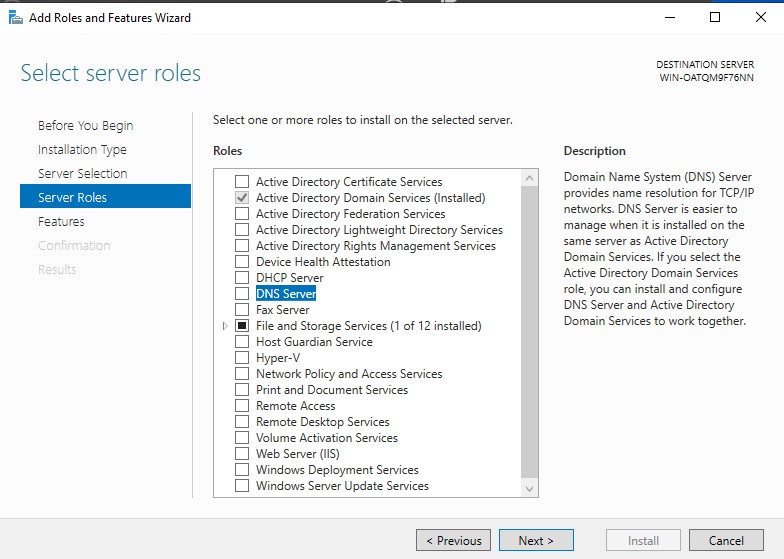 Add Roles and Features Wizard
Select server roles
DESTINATION SERVER
WIN-OATQM9F76NN
Before You Begin
Installation Type
Server Selection
Server Roles
Features
Confirmation
Results
Select one or more roles to install on the selected server.
Roles
Active Directory Certificate Services
Active Directory Domain Services (Installed)
Active Directory Federation Services
Active Directory Lightweight Directory Services
Active Directory Rights Management Services
Device Health Attestation
DHCP Server
DNS Server
Fax Server
File and Storage Services (1 of 12 installed)
Host Guardian Service
Hyper-V
Network Policy and Access Services
Print and Document Services
Remote Access
Remote Desktop Services
Volume Activation Services
Web Server (IIS)
Windows Deployment Services
Windows Server Update Services
Description
Domain Name System (DNS) Server
provides name resolution for TCP/IP
networks. DNS Server is easier to
manage when it is installed on the
same server as Active Directory
Domain Services. If you select the
Active Directory Domain Services
role, you can install and configure
DNS Server and Active Directory
Domain Services to work together.
< Previous
Next >
Install
Cancel